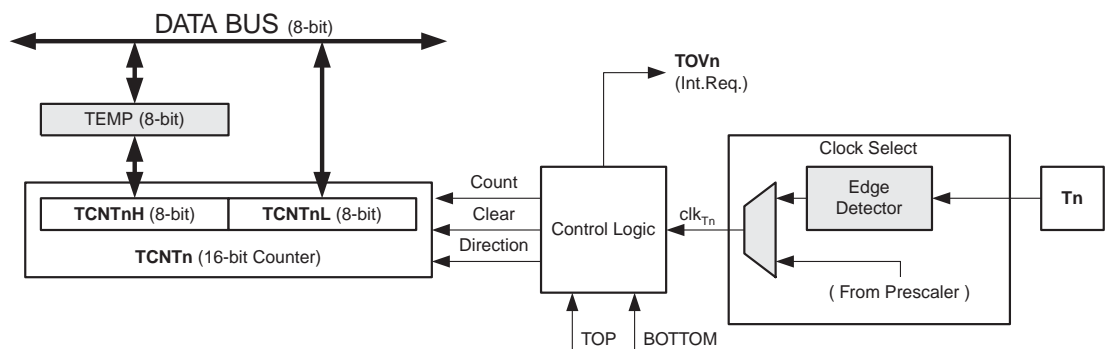 DATA BUS (8-bit)
TOVn
(Int.Req.)
TEMP (8-bit)
Clock Select
Count
Edge
Detector
Tn
TCNTnH (8-bit) TCNTnL (8-bit)
Clear
Control Logic
clkTn
TCNTn (16-bit Counter)
Direction
( From Prescaler )
TOP
BOTTOM